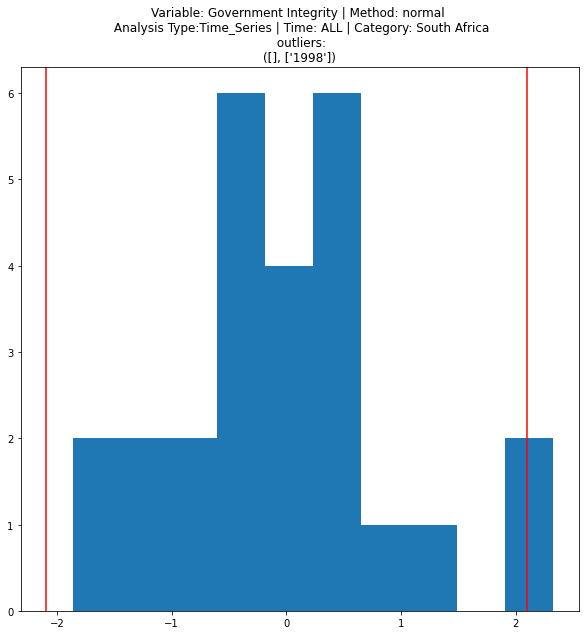 Variable: Government Integrity | Method: normal
Analysis Type:Time_Series | Time: ALL | Category: South Africa
outliers:
([], ['1998'])
6
5
4
3
2
1
0
−2 −1 0 1 2